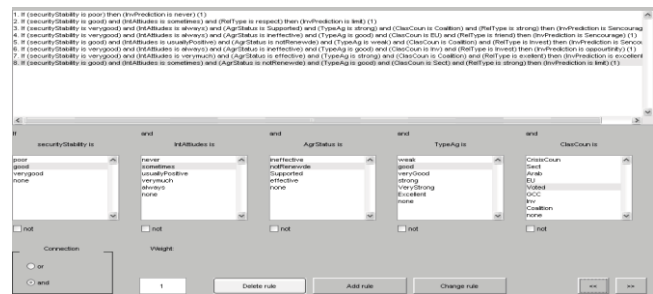 1. If (securityStability is poor) then (InvPrediction is never) (1)
2. If (securityStability is good) and (IntAttiudes is sometimes) and (RelType is respect) then (InvPrediction is limit) (1)
3. If (securityStability is verygood) and (IntAttiudes is always) and (AgrStatus is Supported) and (TypeAg is strong) and (ClasCoun is Coalition) and (RelType is strong) then (InvPrediction is Sencourag
4. If (securityStability is verygood) and (IntAttiudes is always) and (AgrStatus is ineffective) and (TypeAg is good) and (ClasCoun is EU) and (RelType is friend) then (InvPrediction is Sencourage) (1)
5. If (securityStability is verygood) and (IntAttiudes is usuallyPositive) and (AgrStatus is notRenewde) and (TypeAg is weak) and (ClasCoun is Coalition) and (RelType is Invest) then (InvPrediction is Senco
6. If (securityStability is verygood) and (IntAttiudes is always) and (AgrStatus is ineffective) and (TypeAg is good) and (ClasCoun is Inv) and (RelType is Invest) then (InvPrediction is appourtinity) (1)
7. If (securityStability is verygood) and (IntAttiudes is verymuch) and (AgrStatus is effective) and (TypeAg is strong) and (ClasCoun is Coalition) and (RelType is exellent) then (InvPrediction is excellent
8. If (securityStability is good) and (IntAttiudes is sometimes) and (AgrStatus is notRenewde) and (TypeAg is good) and (ClasCoun is Sect) and (RelType is strong) then (InvPrediction is limit) (1)
If and and and and
securityStability is IntAttiudes is AgrStatus is TypeAg is ClasCoun is
poor
good
verygood
none
never
sometimes
usuallyPositive
verymuch
always
none
ineffective
notRenewde
Supported
effective
none
weak
good
veryGood
strong
VeryStrong
Excellent
none
CrisisCoun
Sect
Arab
EU
Voted
GCC
Inv
Coalition
none
not not not not not
Connection
or
and
Weight:
1
Delete rule Add rule Change rule << >>